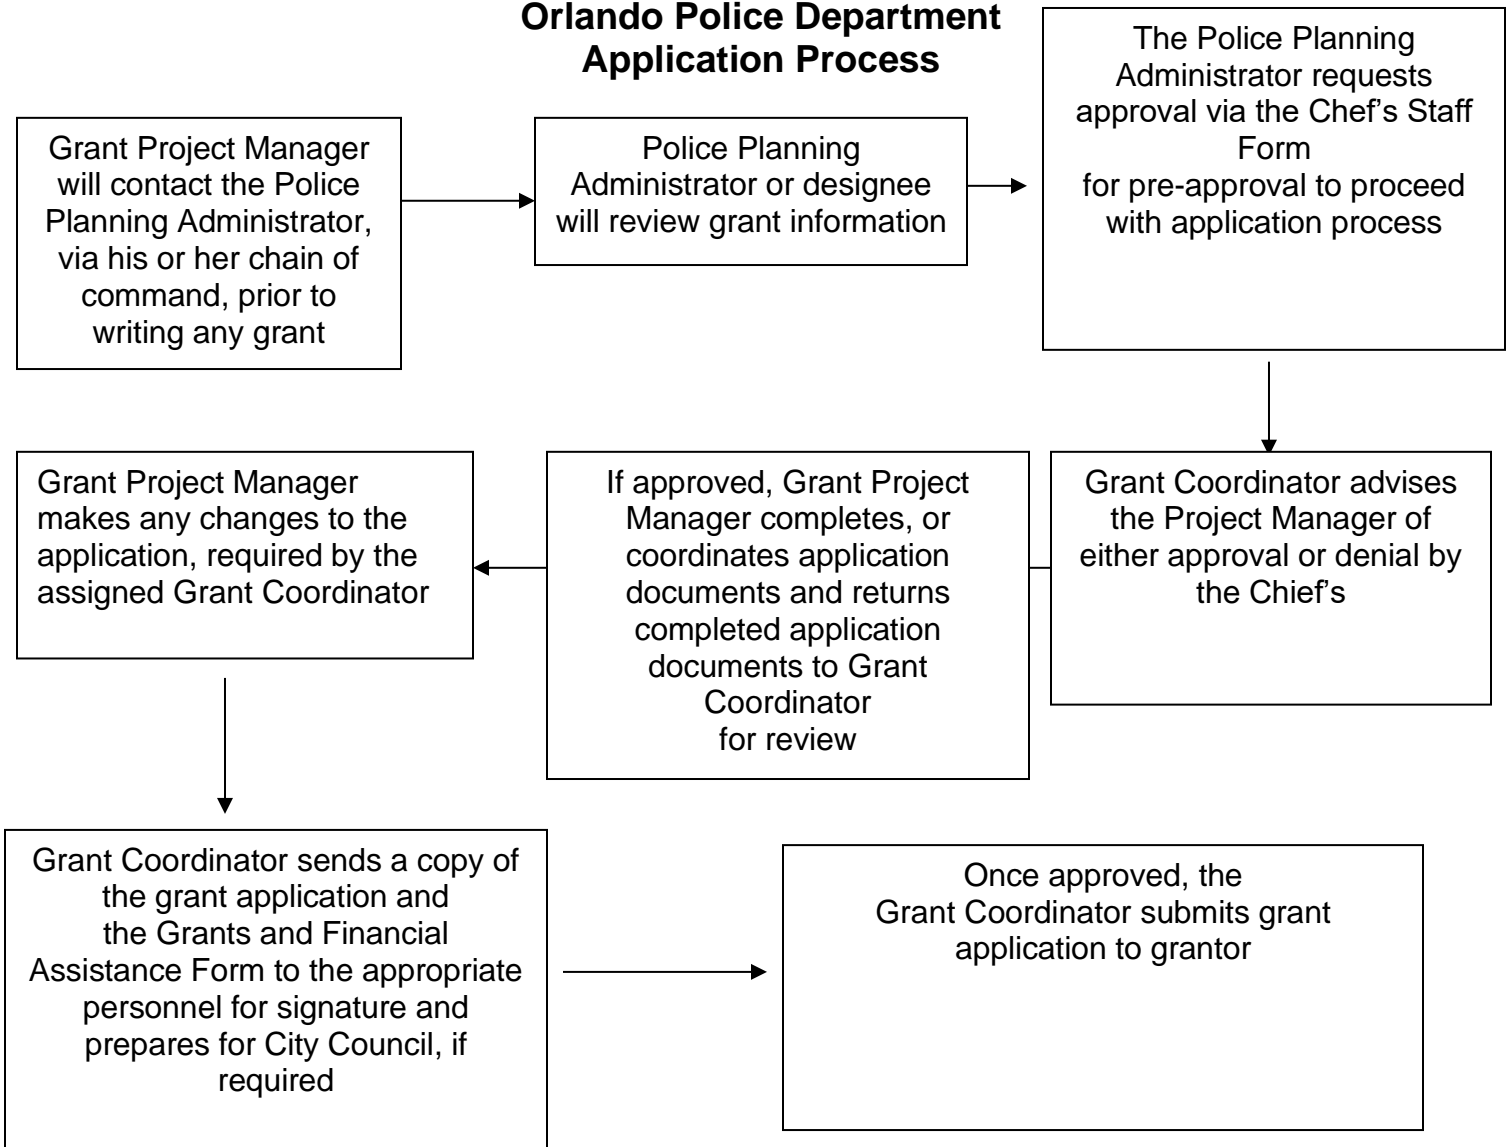 Orlando Police Department
Application Process
Grant Project Manager
will contact the Police
Planning Administrator,
via his or her chain of
command, prior to
writing any grant
Police Planning
Administrator or designee
will review grant information
The Police Planning
Administrator requests
approval via the Chef’s Staff
Form
for pre-approval to proceed
with application process
Grant Coordinator advises
the Project Manager of
either approval or denial by
the Chief’s
If approved, Grant Project
Manager completes, or
coordinates application
documents and returns
completed application
documents to Grant
Coordinator
for review
Grant Project Manager
makes any changes to the
application, required by the
assigned Grant Coordinator
Grant Coordinator sends a copy of
the grant application and
the Grants and Financial
Assistance Form to the appropriate
personnel for signature and
prepares for City Council, if
required
Once approved, the
Grant Coordinator submits grant
application to grantor